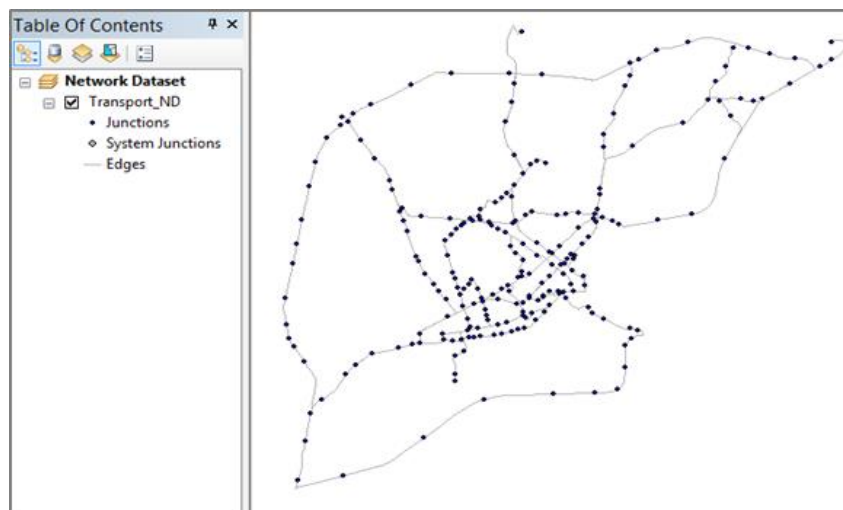 Table Of Contents
Network Dataset
Transport_ND
Junctions
System Junctions
Edges